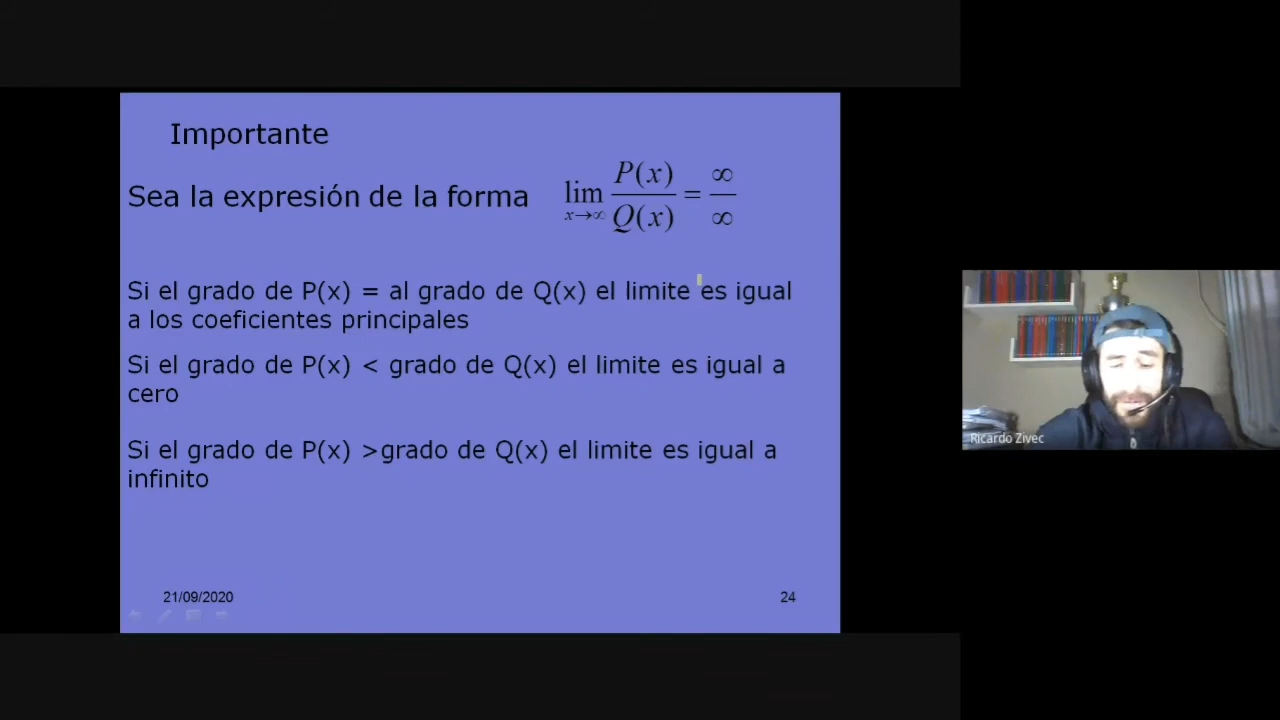 Importante
Sea la expresión de la forma
lim x→∞ P(x)/Q(x) = ∞/∞
Si el grado de P(x) = al grado de Q(x) el limite es igual
a los coeficientes principales
Si el grado de P(x) < grado de Q(x) el limite es igual a
cero
Si el grado de P(x) >grado de Q(x) el limite es igual a
infinito
21/09/2020
24
Ricardo Zivec